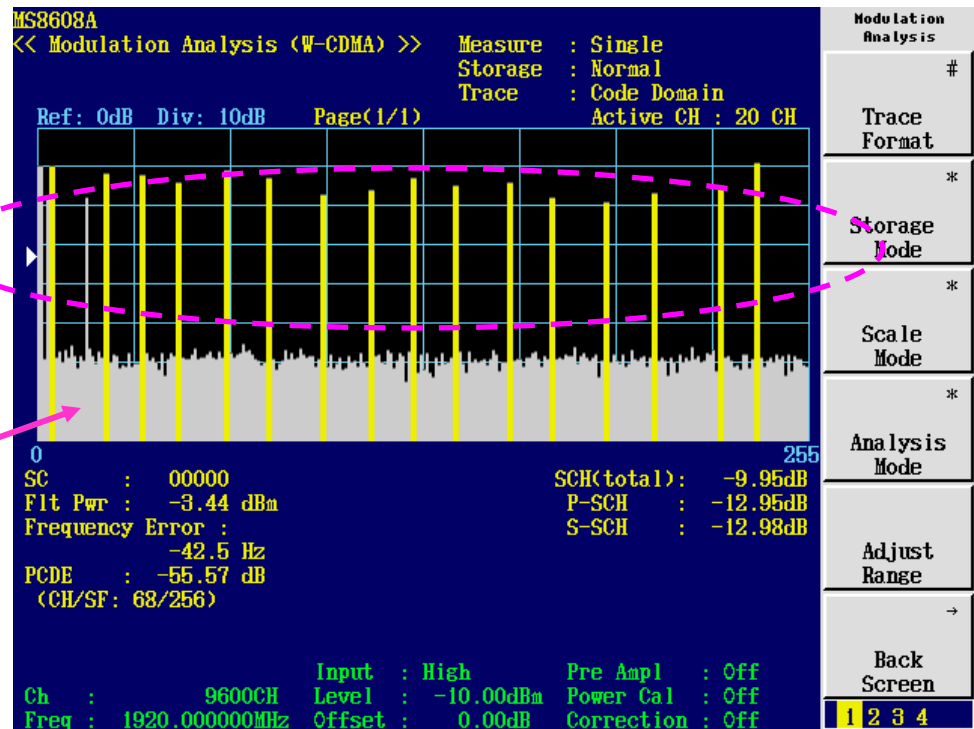 MS8608A
<< Modulation Analysis (W-CDMA) >>
Measure : Single
Storage : Normal
Trace : Code Domain
Ref: 0dB Div: 10dB Page(1/1) Active CH : 20 CH
0 255
SC : 00000
Flt Pwr : -3.44 dBm
Frequency Error :
-42.5 Hz
PCDE : -55.57 dB
(CH/SF: 68/256)
SCH(total): -9.95dB
P-SCH : -12.95dB
S-SCH : -12.98dB
Input : High Pre Ampl : Off
Ch : 9600CH Level : -10.00dBm Power Cal : Off
Freq : 1920.000000MHz Offset : 0.00dB Correction : Off
Modulation
Analysis
#
Trace
Format
*
Storage
Mode
*
Scale
Mode
*
Analysis
Mode
Adjust
Range
→
Back
Screen
1 2 3 4